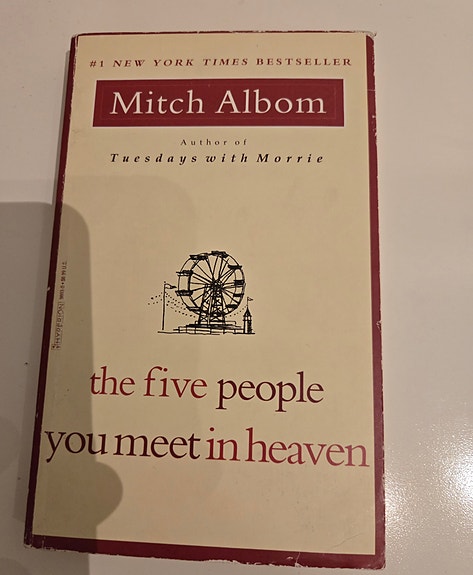 #1 NEW YORK TIMES BESTSELLER
Mitch Albom
Author of
Tuesdays with Morrie
the five people
you meet in heaven